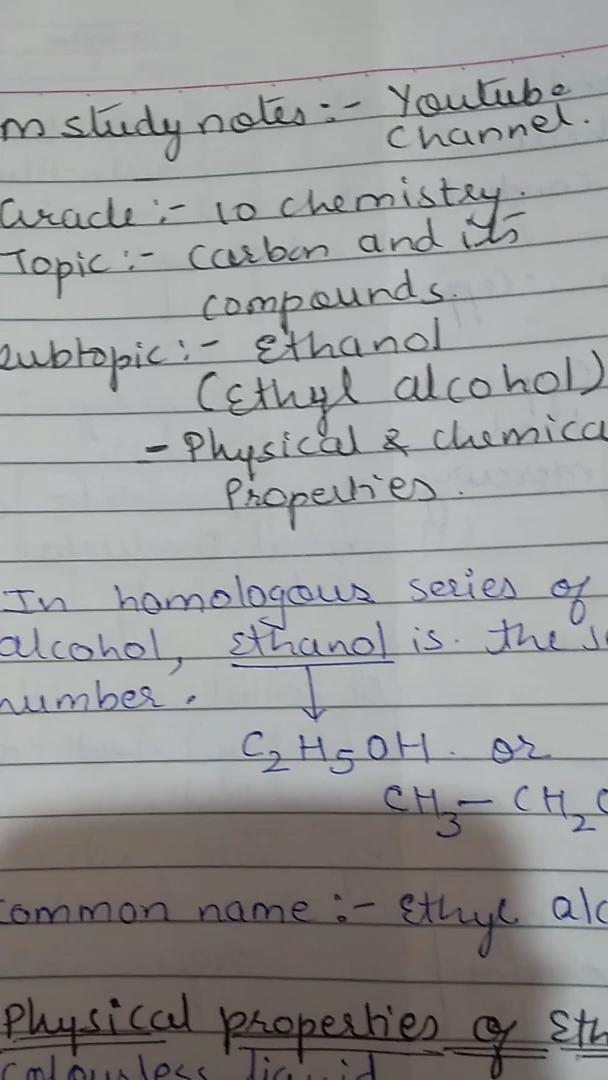 m study notes :- Youtube
channel.
Grade :- 10 chemistry.
Topic :- Carbon and its
compounds.
Subtopic :- Ethanol
(Ethyl alcohol)
- Physical & chemica
Properties.
In homologous series of
alcohol, Ethanol is the
number.
C₂H₅OH. or
CH₃-CH₂
Common name :- Ethyl alc
Physical properties of Eth
Colourless liquid